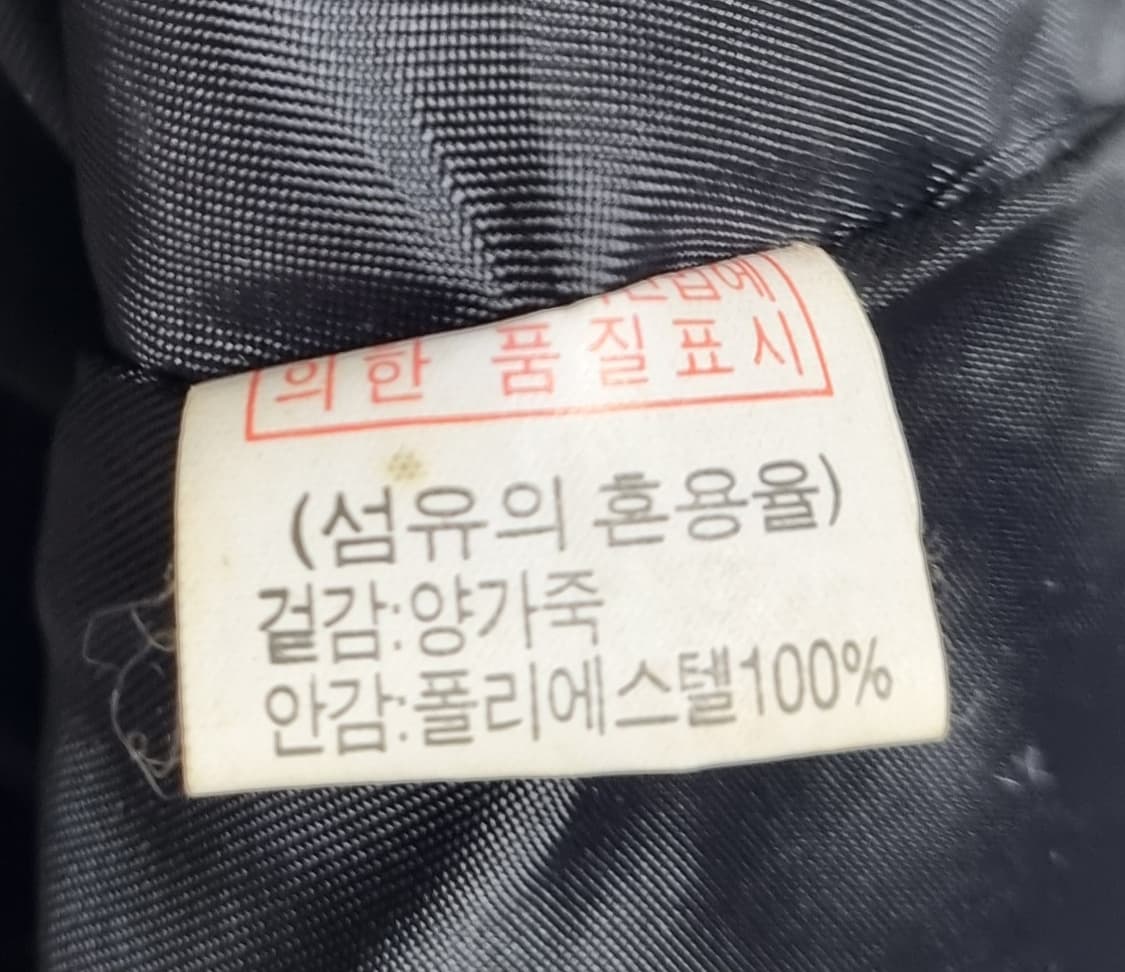 의한 품질표시
(섬유의 혼용율)
겉감:양가죽
안감:폴리에스텔100%